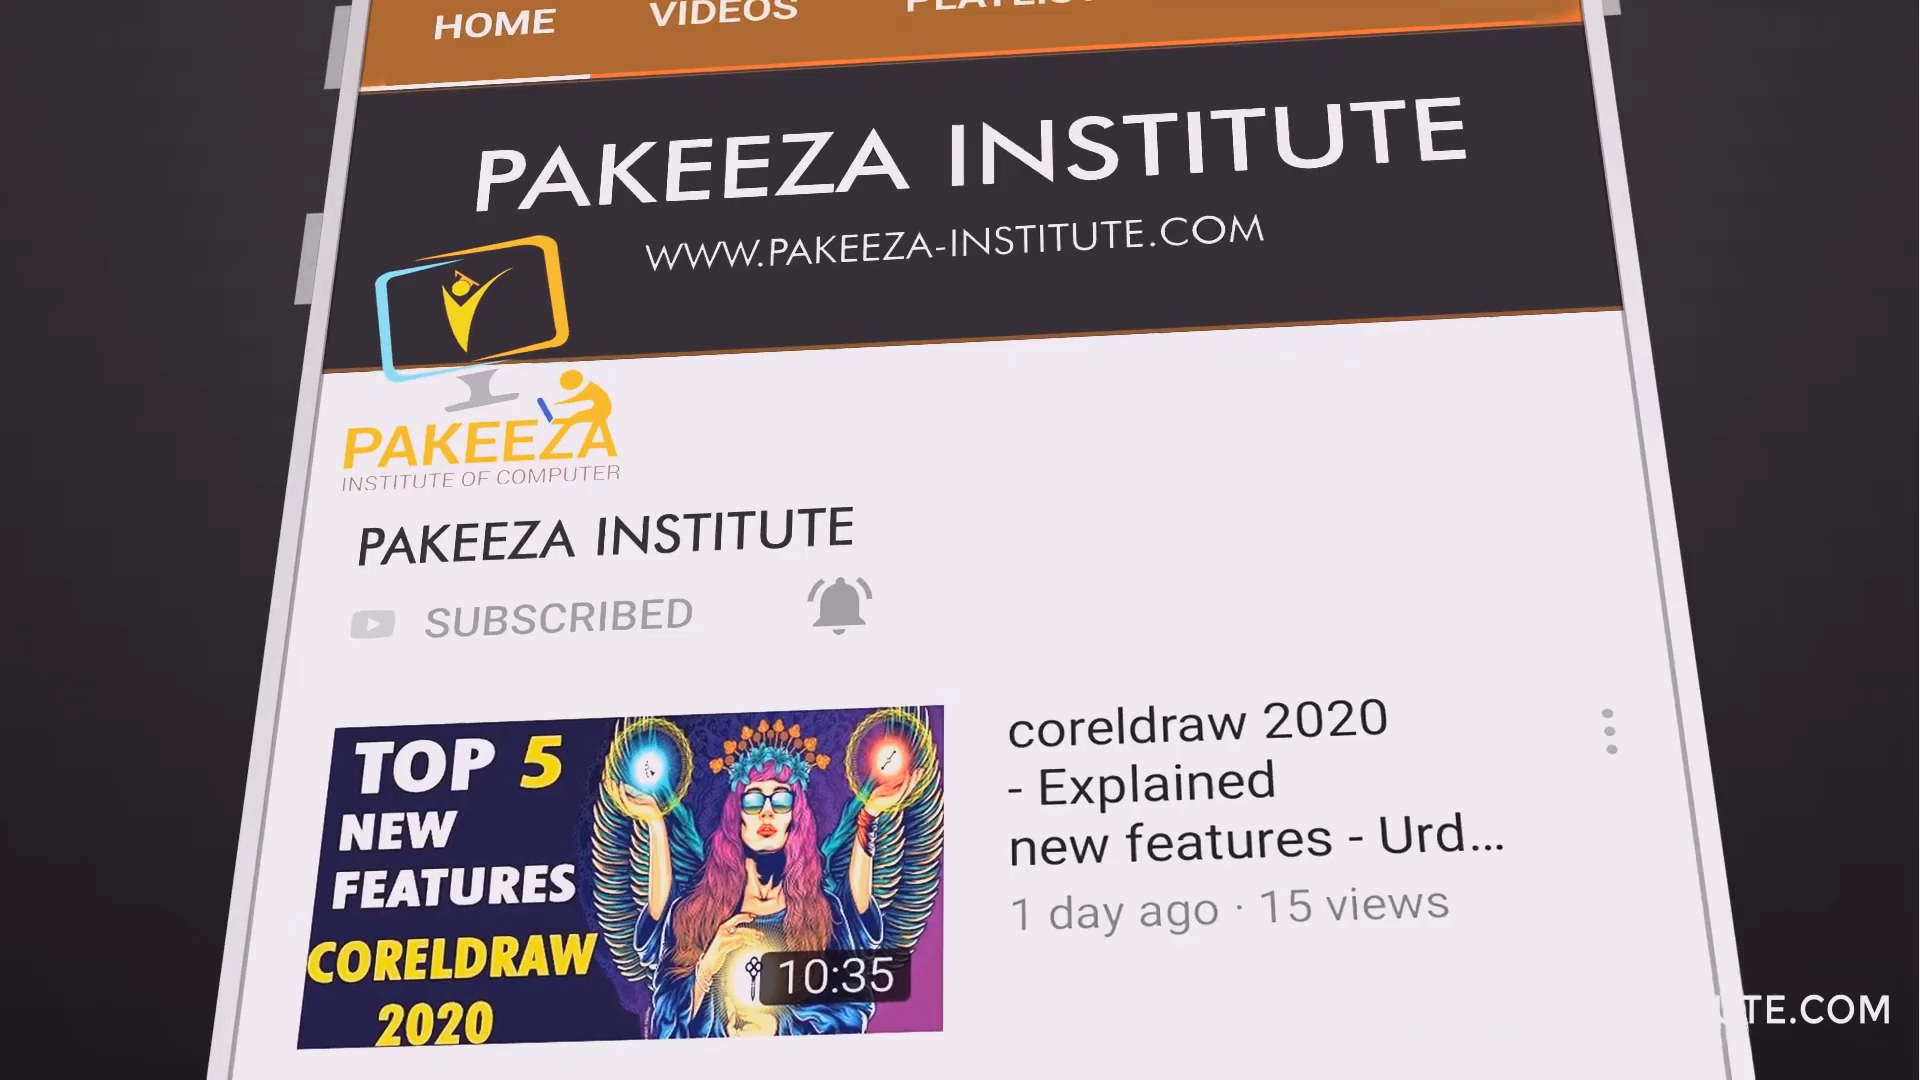 HOME VIDEOS
PAKEEZA INSTITUTE
WWW.PAKEEZA-INSTITUTE.COM
PAKEEZA
INSTITUTE OF COMPUTER
PAKEEZA INSTITUTE
SUBSCRIBED
TOP 5
NEW
FEATURES
CORELDRAW
2020
10:35
coreldraw 2020
- Explained
new features - Urd...
1 day ago · 15 views
UTE.COM